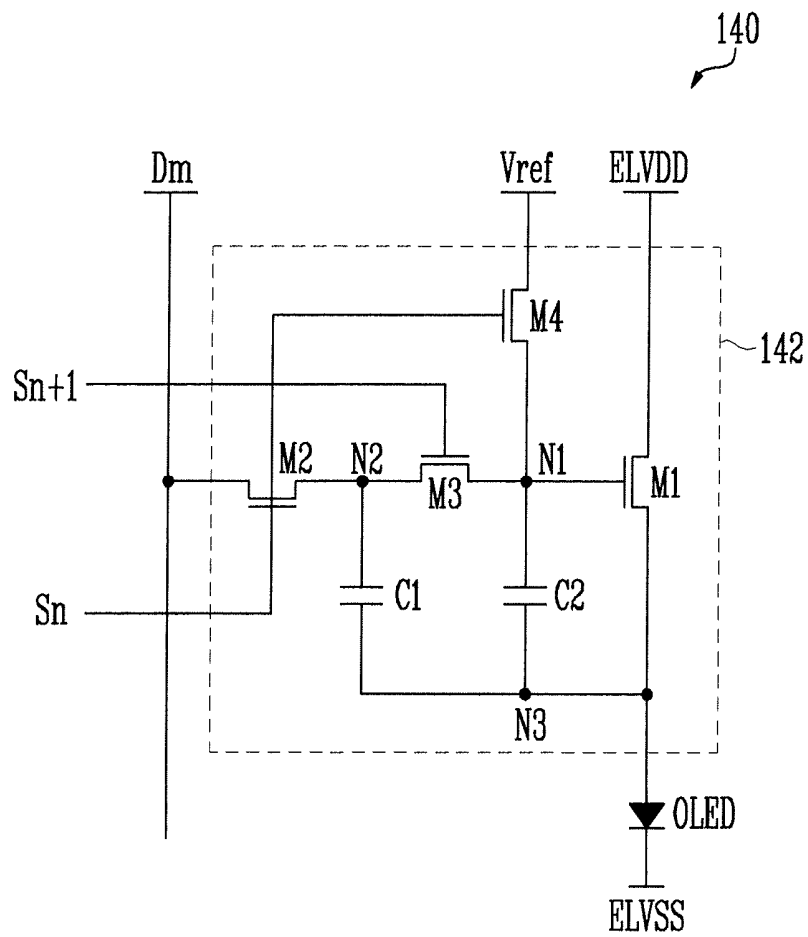 140
Dm
Vref
ELVDD
M4
142
Sn+1
M2
N2
M3
N1
M1
C1
C2
Sn
N3
OLED
ELVSS